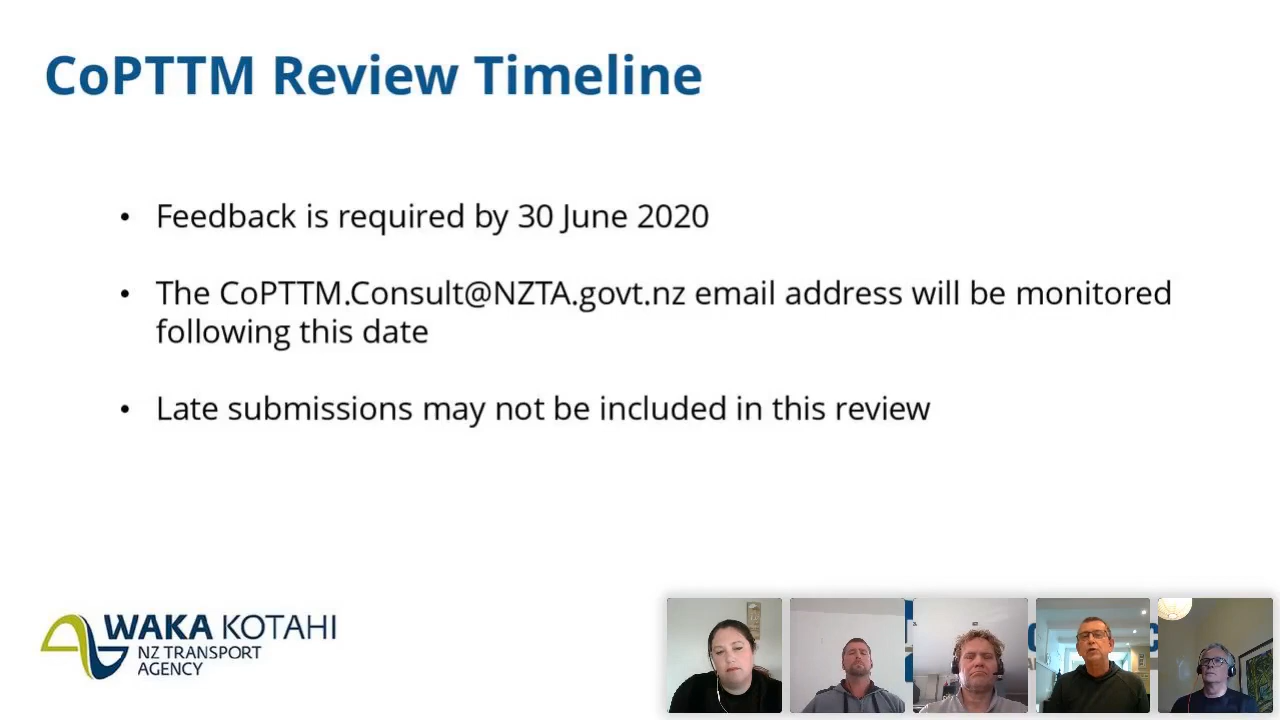 CoPTTM Review Timeline
• Feedback is required by 30 June 2020
• The CoPTTM.Consult@NZTA.govt.nz email address will be monitored
following this date
• Late submissions may not be included in this review
WAKA KOTAHI
NZ TRANSPORT
AGENCY